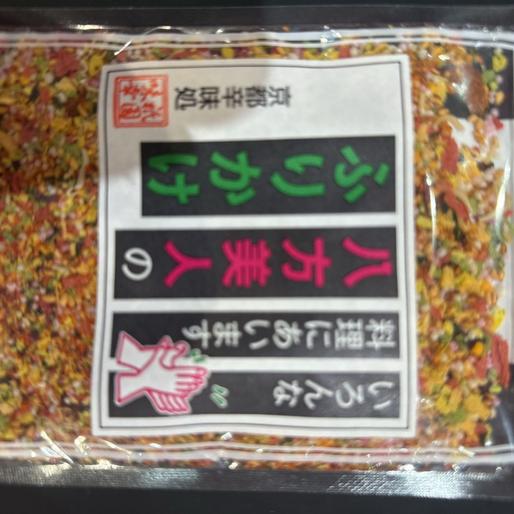 いろんな
料理にあいます
八方美人の
ふりかけ
京都辛味処